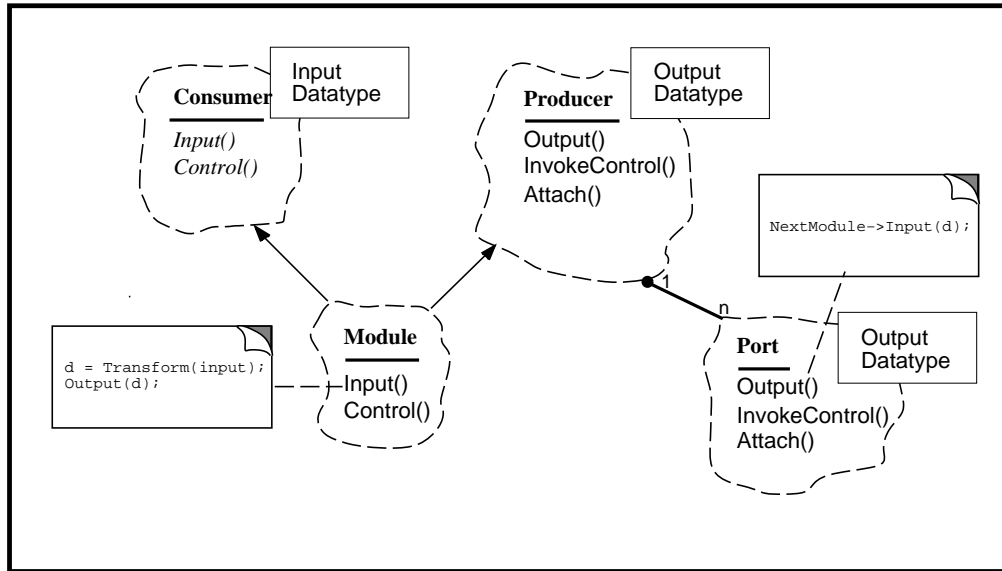 Input
Datatype
Consumer
Input()
Control()
Output
Datatype
Producer
Output()
InvokeControl()
Attach()
NextModule->Input(d);
1
n
d = Transform(input);
Output(d);
Module
Input()
Control()
Output
Datatype
Port
Output()
InvokeControl()
Attach()